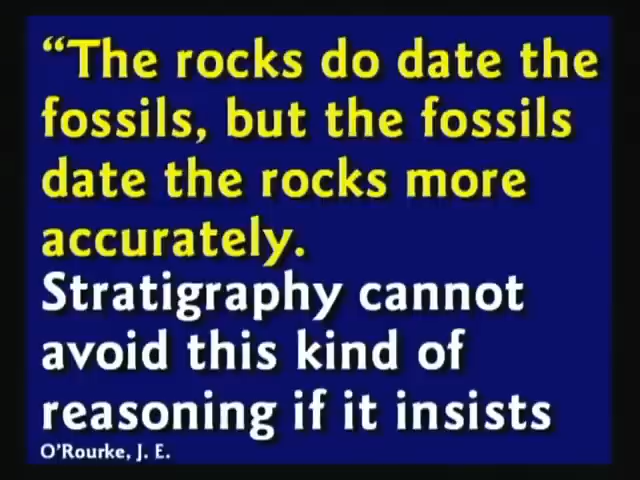 “The rocks do date the
fossils, but the fossils
date the rocks more
accurately.
Stratigraphy cannot
avoid this kind of
reasoning if it insists
O’Rourke, J. E.